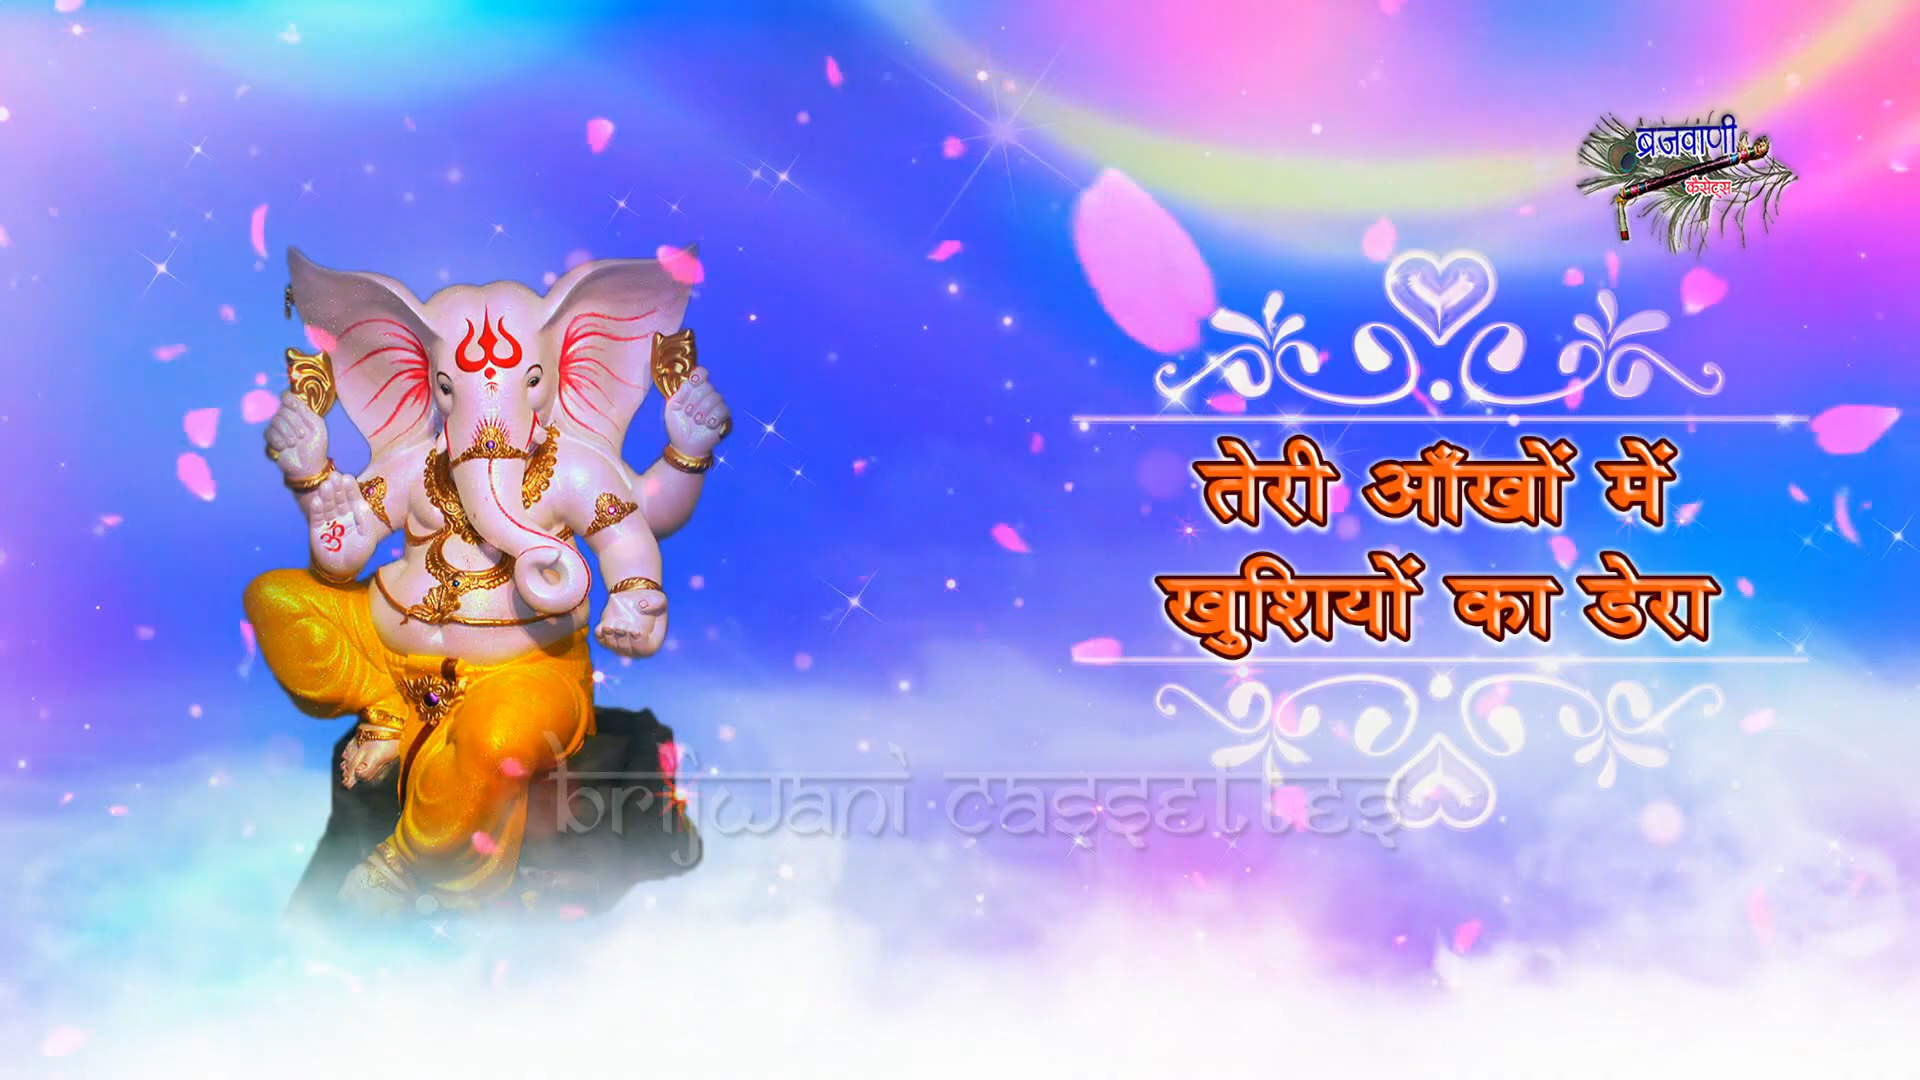 ब्रजवाणी
कैसेट्स
तेरी आँखों में
खुशियों का डेरा
ॐ
BRIJWANI CASSETTES